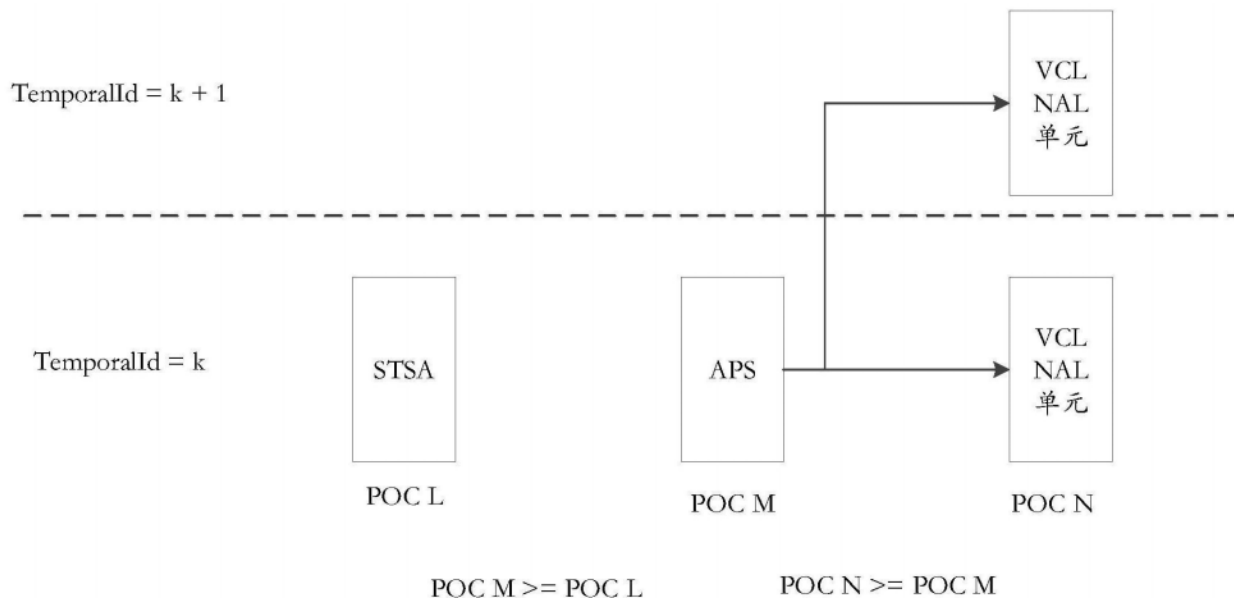 TemporalId = k + 1
VCL
NAL
单元
TemporalId = k
STSA
APS
VCL
NAL
单元
POC L
POC M
POC N
POC M >= POC L
POC N >= POC M